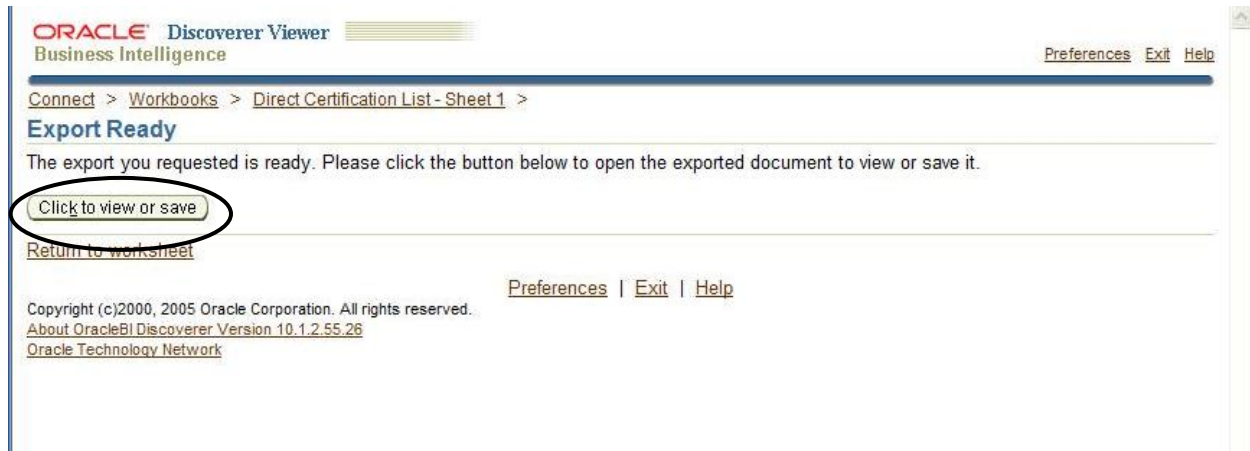 ORACLE Discoverer Viewer
Business Intelligence
Preferences Exit Help
Connect > Workbooks > Direct Certification List - Sheet 1 >
Export Ready
The export you requested is ready. Please click the button below to open the exported document to view or save it.
Click to view or save
Return to worksheet
Preferences | Exit | Help
Copyright (c)2000, 2005 Oracle Corporation. All rights reserved.
About OracleBI Discoverer Version 10.1.2.55.26
Oracle Technology Network